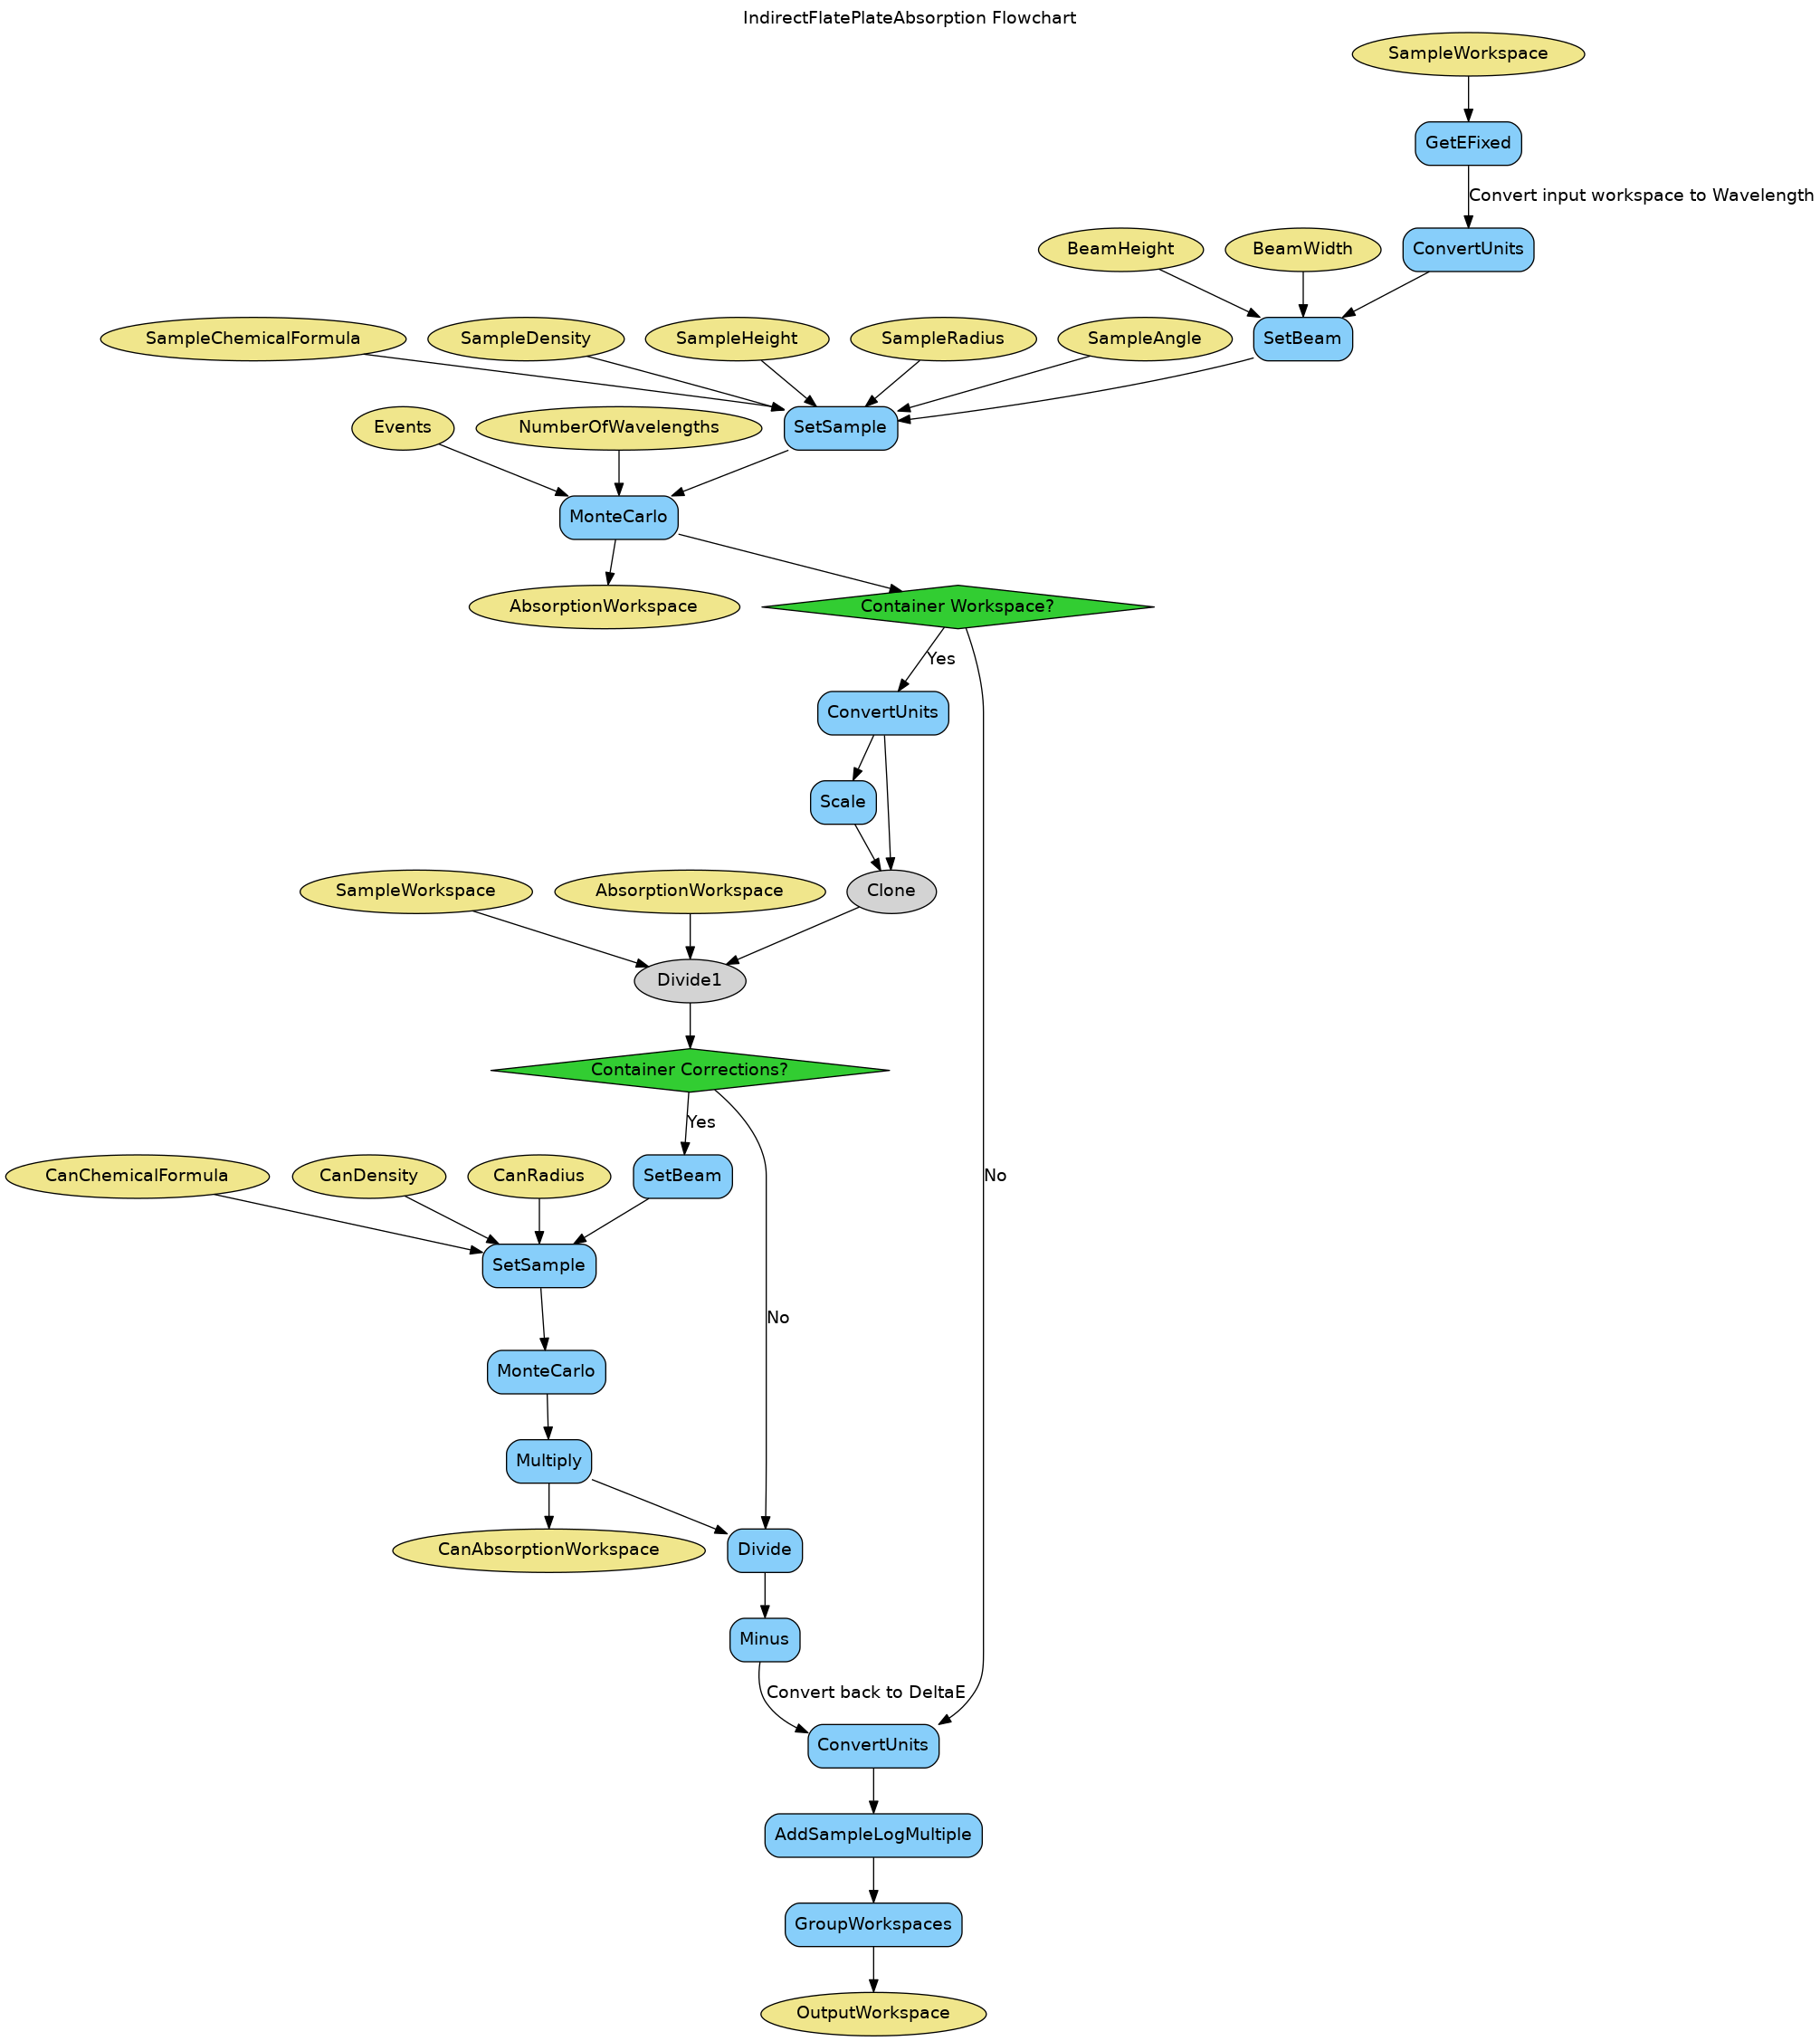 IndirectFlatePlateAbsorption Flowchart
SampleWorkspace
GetEFixed
Convert input workspace to Wavelength
BeamHeight
BeamWidth
ConvertUnits
SampleChemicalFormula
SampleDensity
SampleHeight
SampleRadius
SampleAngle
SetBeam
Events
NumberOfWavelengths
SetSample
MonteCarlo
AbsorptionWorkspace
Container Workspace?
Yes
ConvertUnits
Scale
SampleWorkspace
AbsorptionWorkspace
Clone
Divide1
Container Corrections?
Yes
CanChemicalFormula
CanDensity
CanRadius
SetBeam
No
SetSample
No
MonteCarlo
Multiply
CanAbsorptionWorkspace
Divide
Minus
Convert back to DeltaE
ConvertUnits
AddSampleLogMultiple
GroupWorkspaces
OutputWorkspace